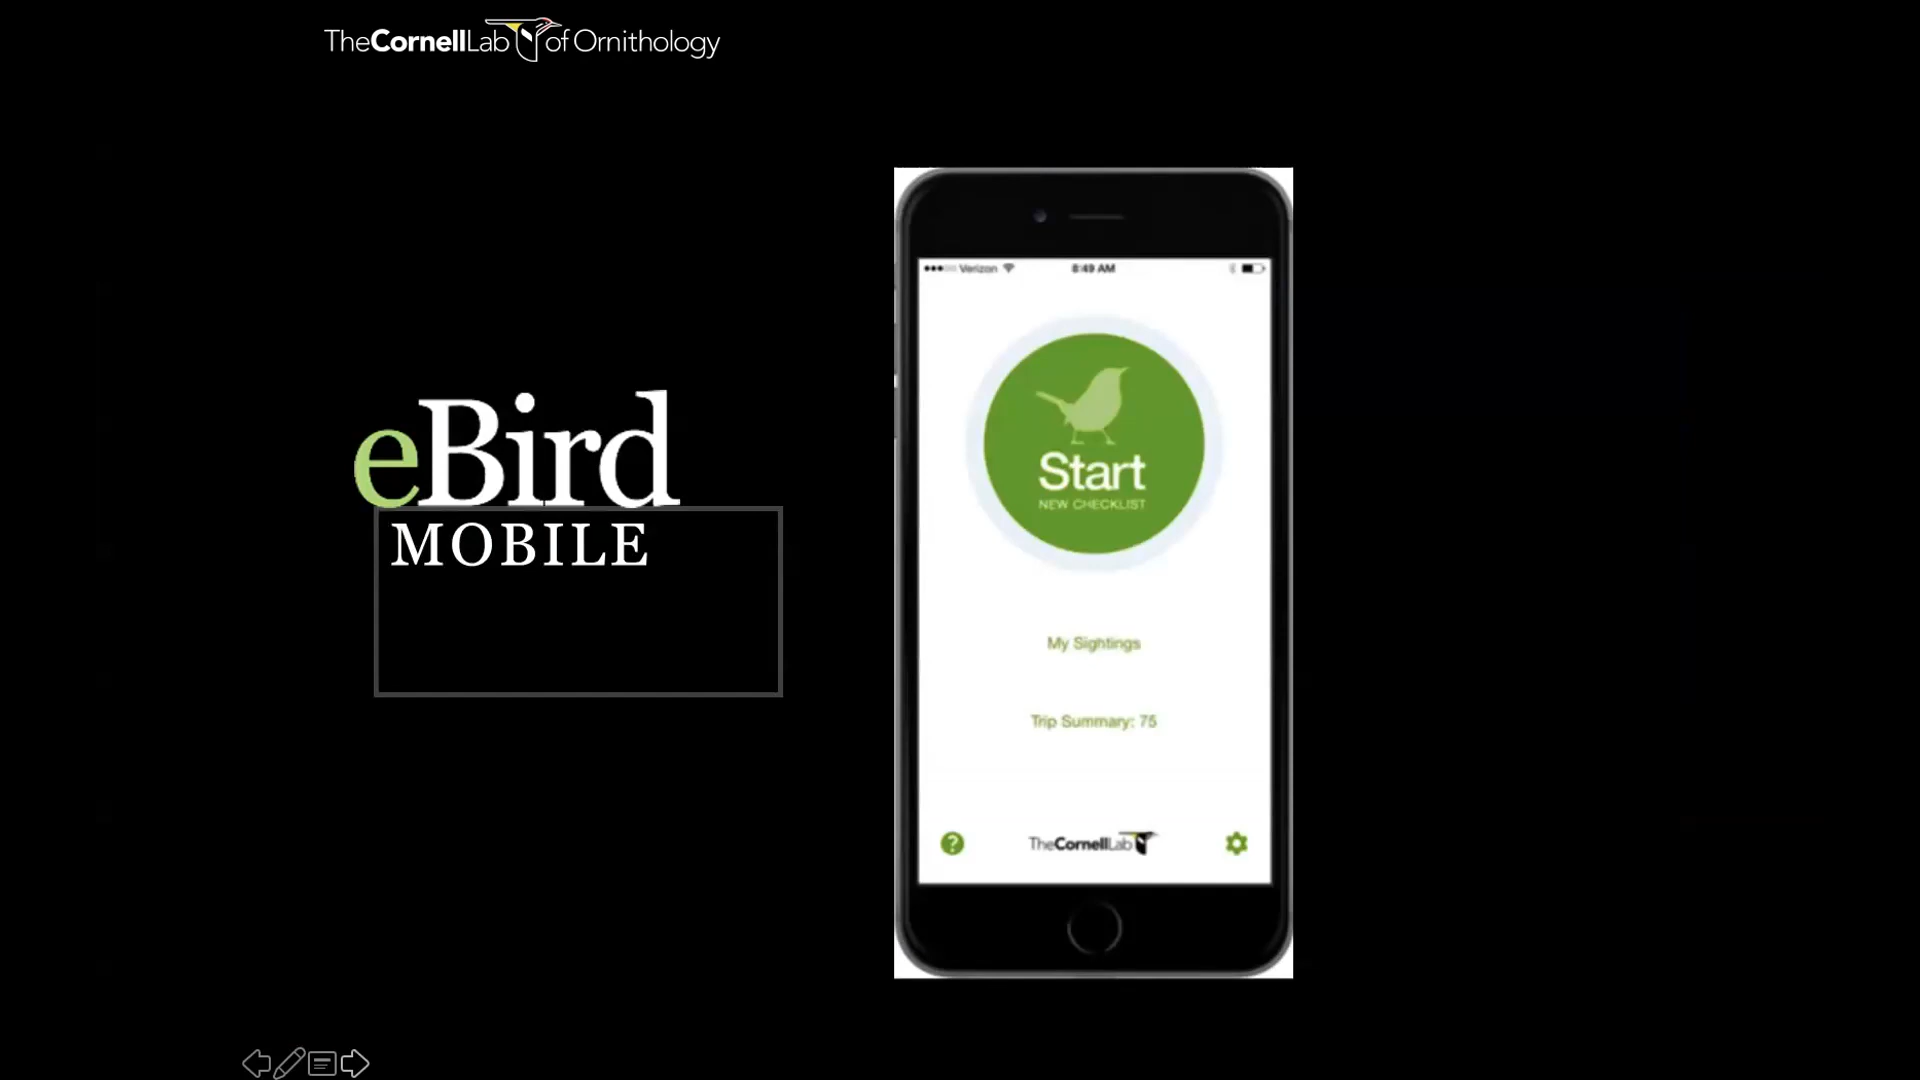 TheCornellLab of Ornithology
eBird
MOBILE
Verizon
8:49 AM
Start
NEW CHECKLIST
My Sightings
Trip Summary: 75
?
TheCornellLab